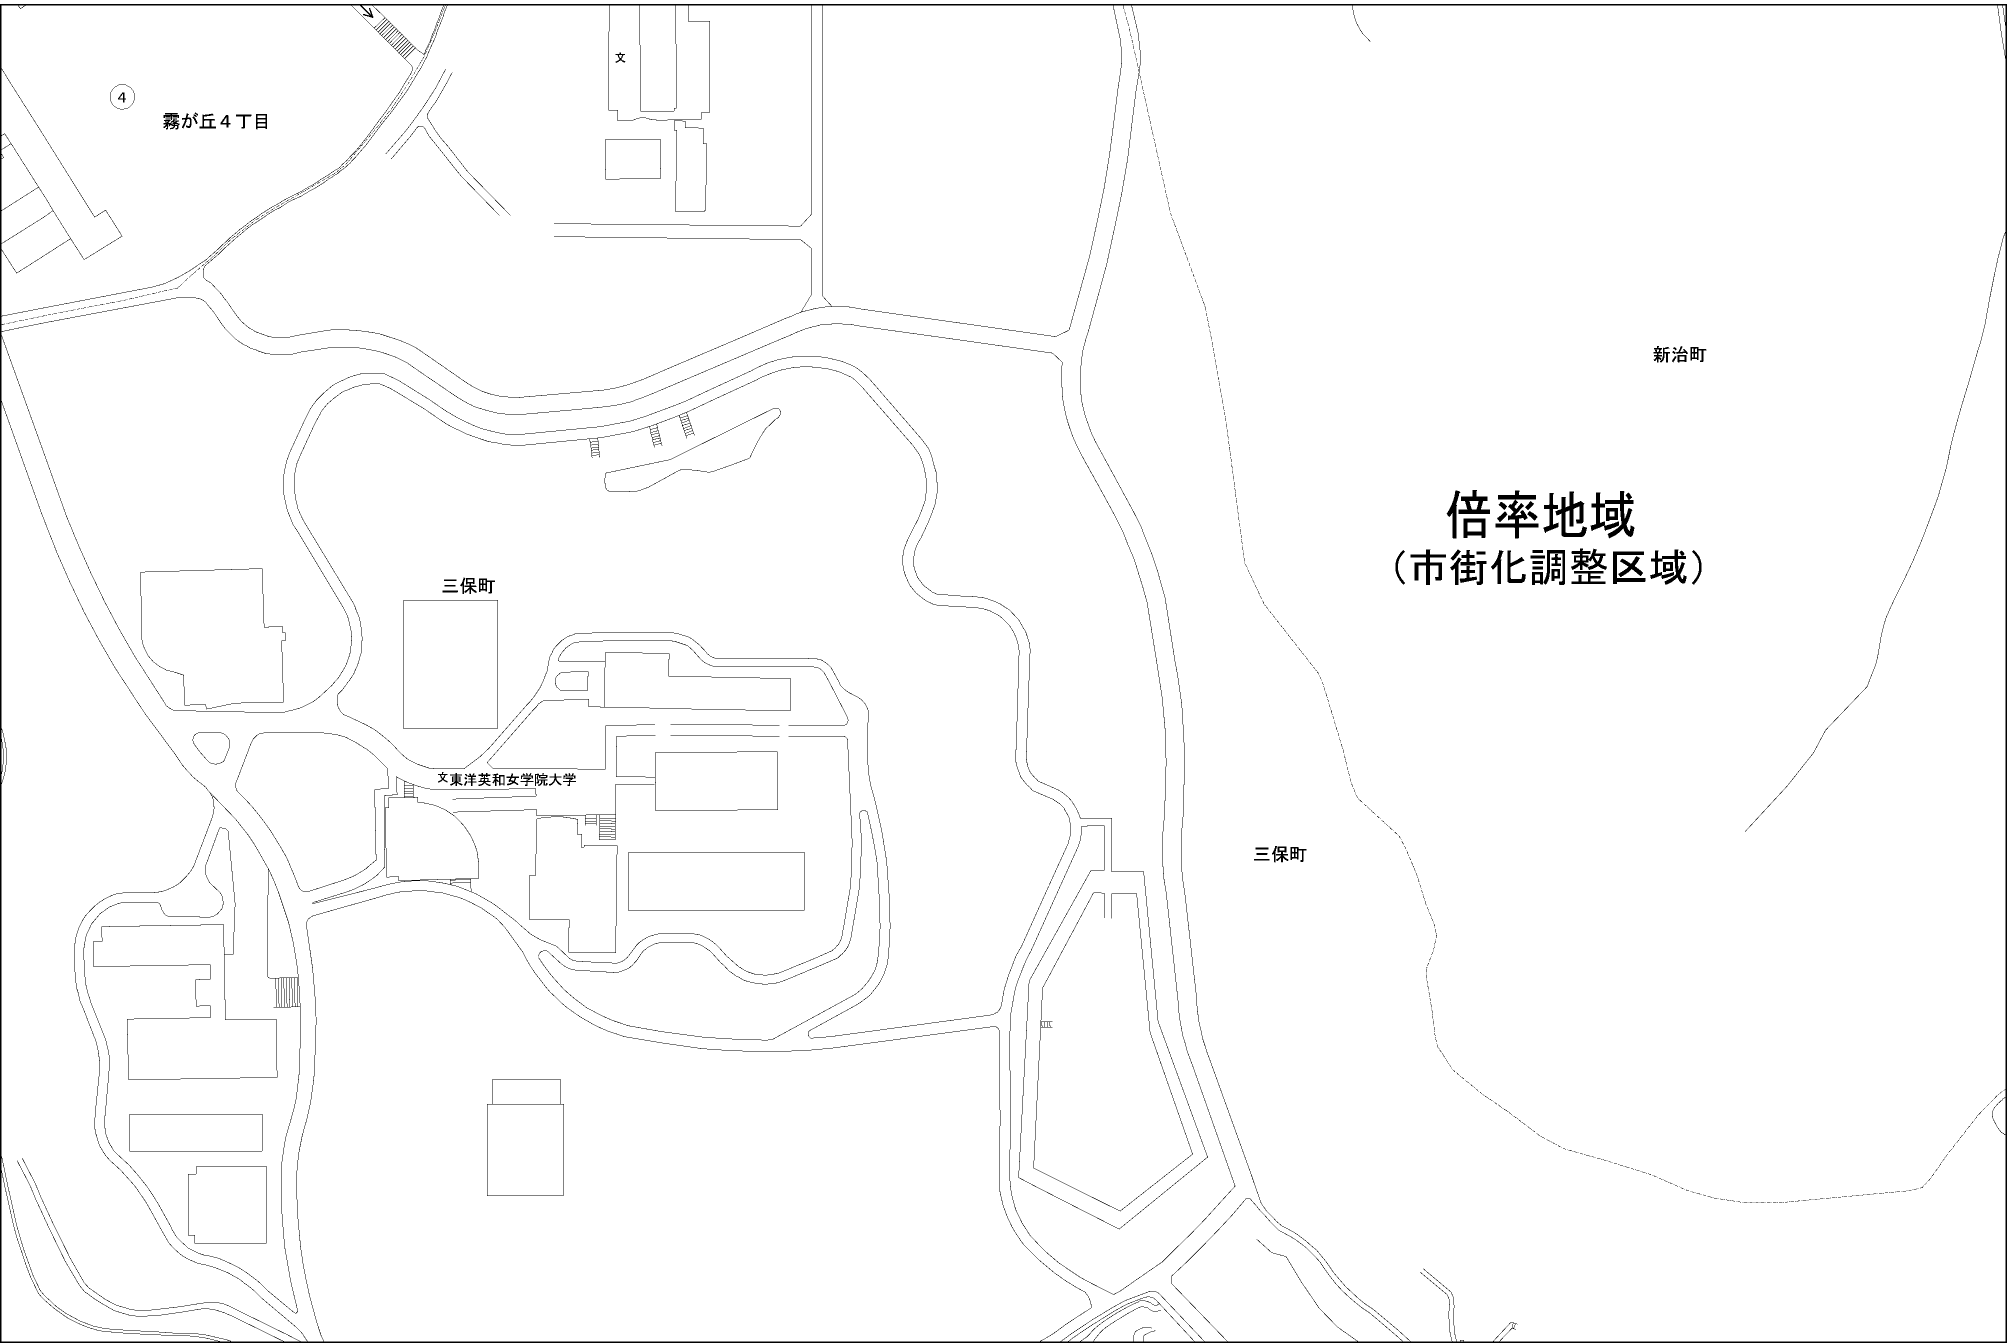 文
④
霧が丘４丁目
新治町
倍率地域
（市街化調整区域）
三保町
文東洋英和女学院大学
三保町